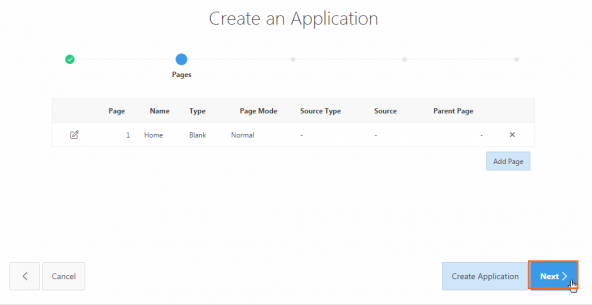 Create an Application
Pages
Page Name Type Page Mode Source Type Source Parent Page
1 Home Blank Normal - - -
Add Page
Cancel Create Application Next